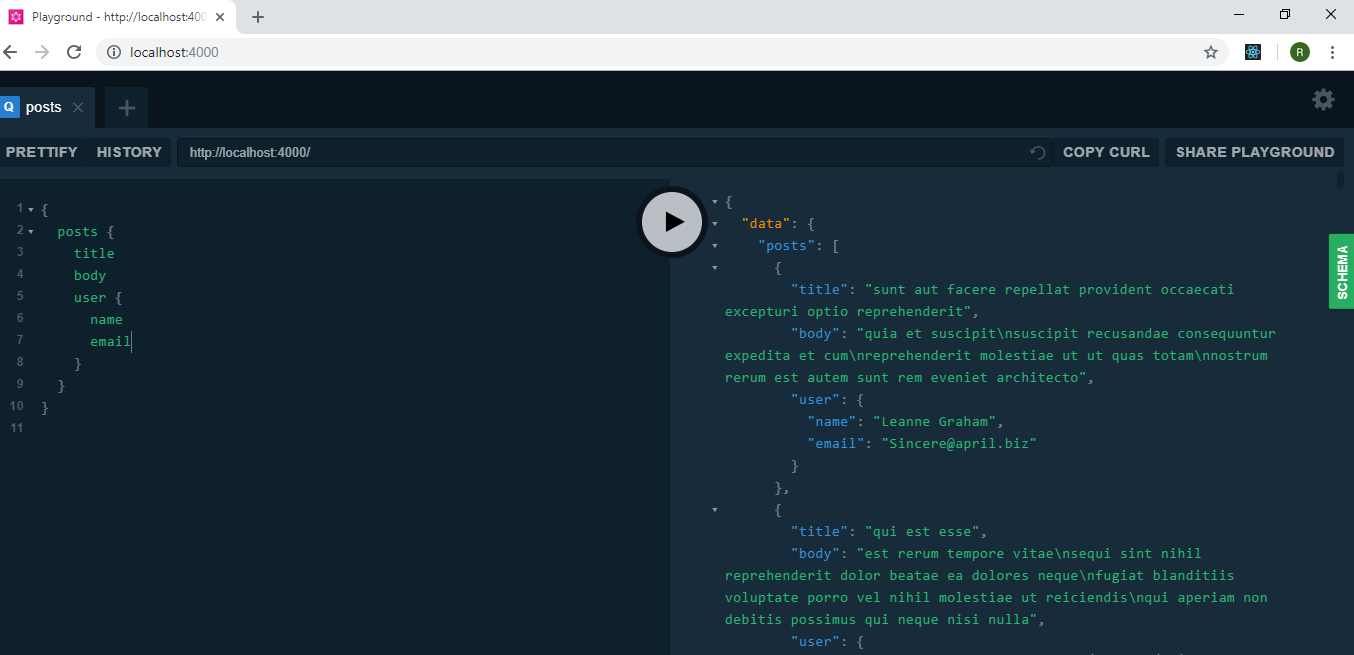 Playground - http://localhost:400
localhost:4000
R
Q posts
PRETTIFY HISTORY http://localhost:4000/ COPY CURL SHARE PLAYGROUND
1 {
2 posts {
3 title
4 body
5 user {
6 name
7 email
8 }
9 }
10 }
11
{
"data": {
"posts": [
{
"title": "sunt aut facere repellat provident occaecati
excepturi optio reprehenderit",
"body": "quia et suscipit\nsuscipit recusandae consequuntur
expedita et cum\nreprehenderit molestiae ut ut quas totam\nnostrum
rerum est autem sunt rem eveniet architecto",
"user": {
"name": "Leanne Graham",
"email": "Sincere@april.biz"
}
},
{
"title": "qui est esse",
"body": "est rerum tempore vitae\nsequi sint nihil
reprehenderit dolor beatae ea dolores neque\nfugiat blanditiis
voluptate porro vel nihil molestiae ut reiciendis\nqui aperiam non
debitis possimus qui neque nisi nulla",
"user": {
SCHEMA